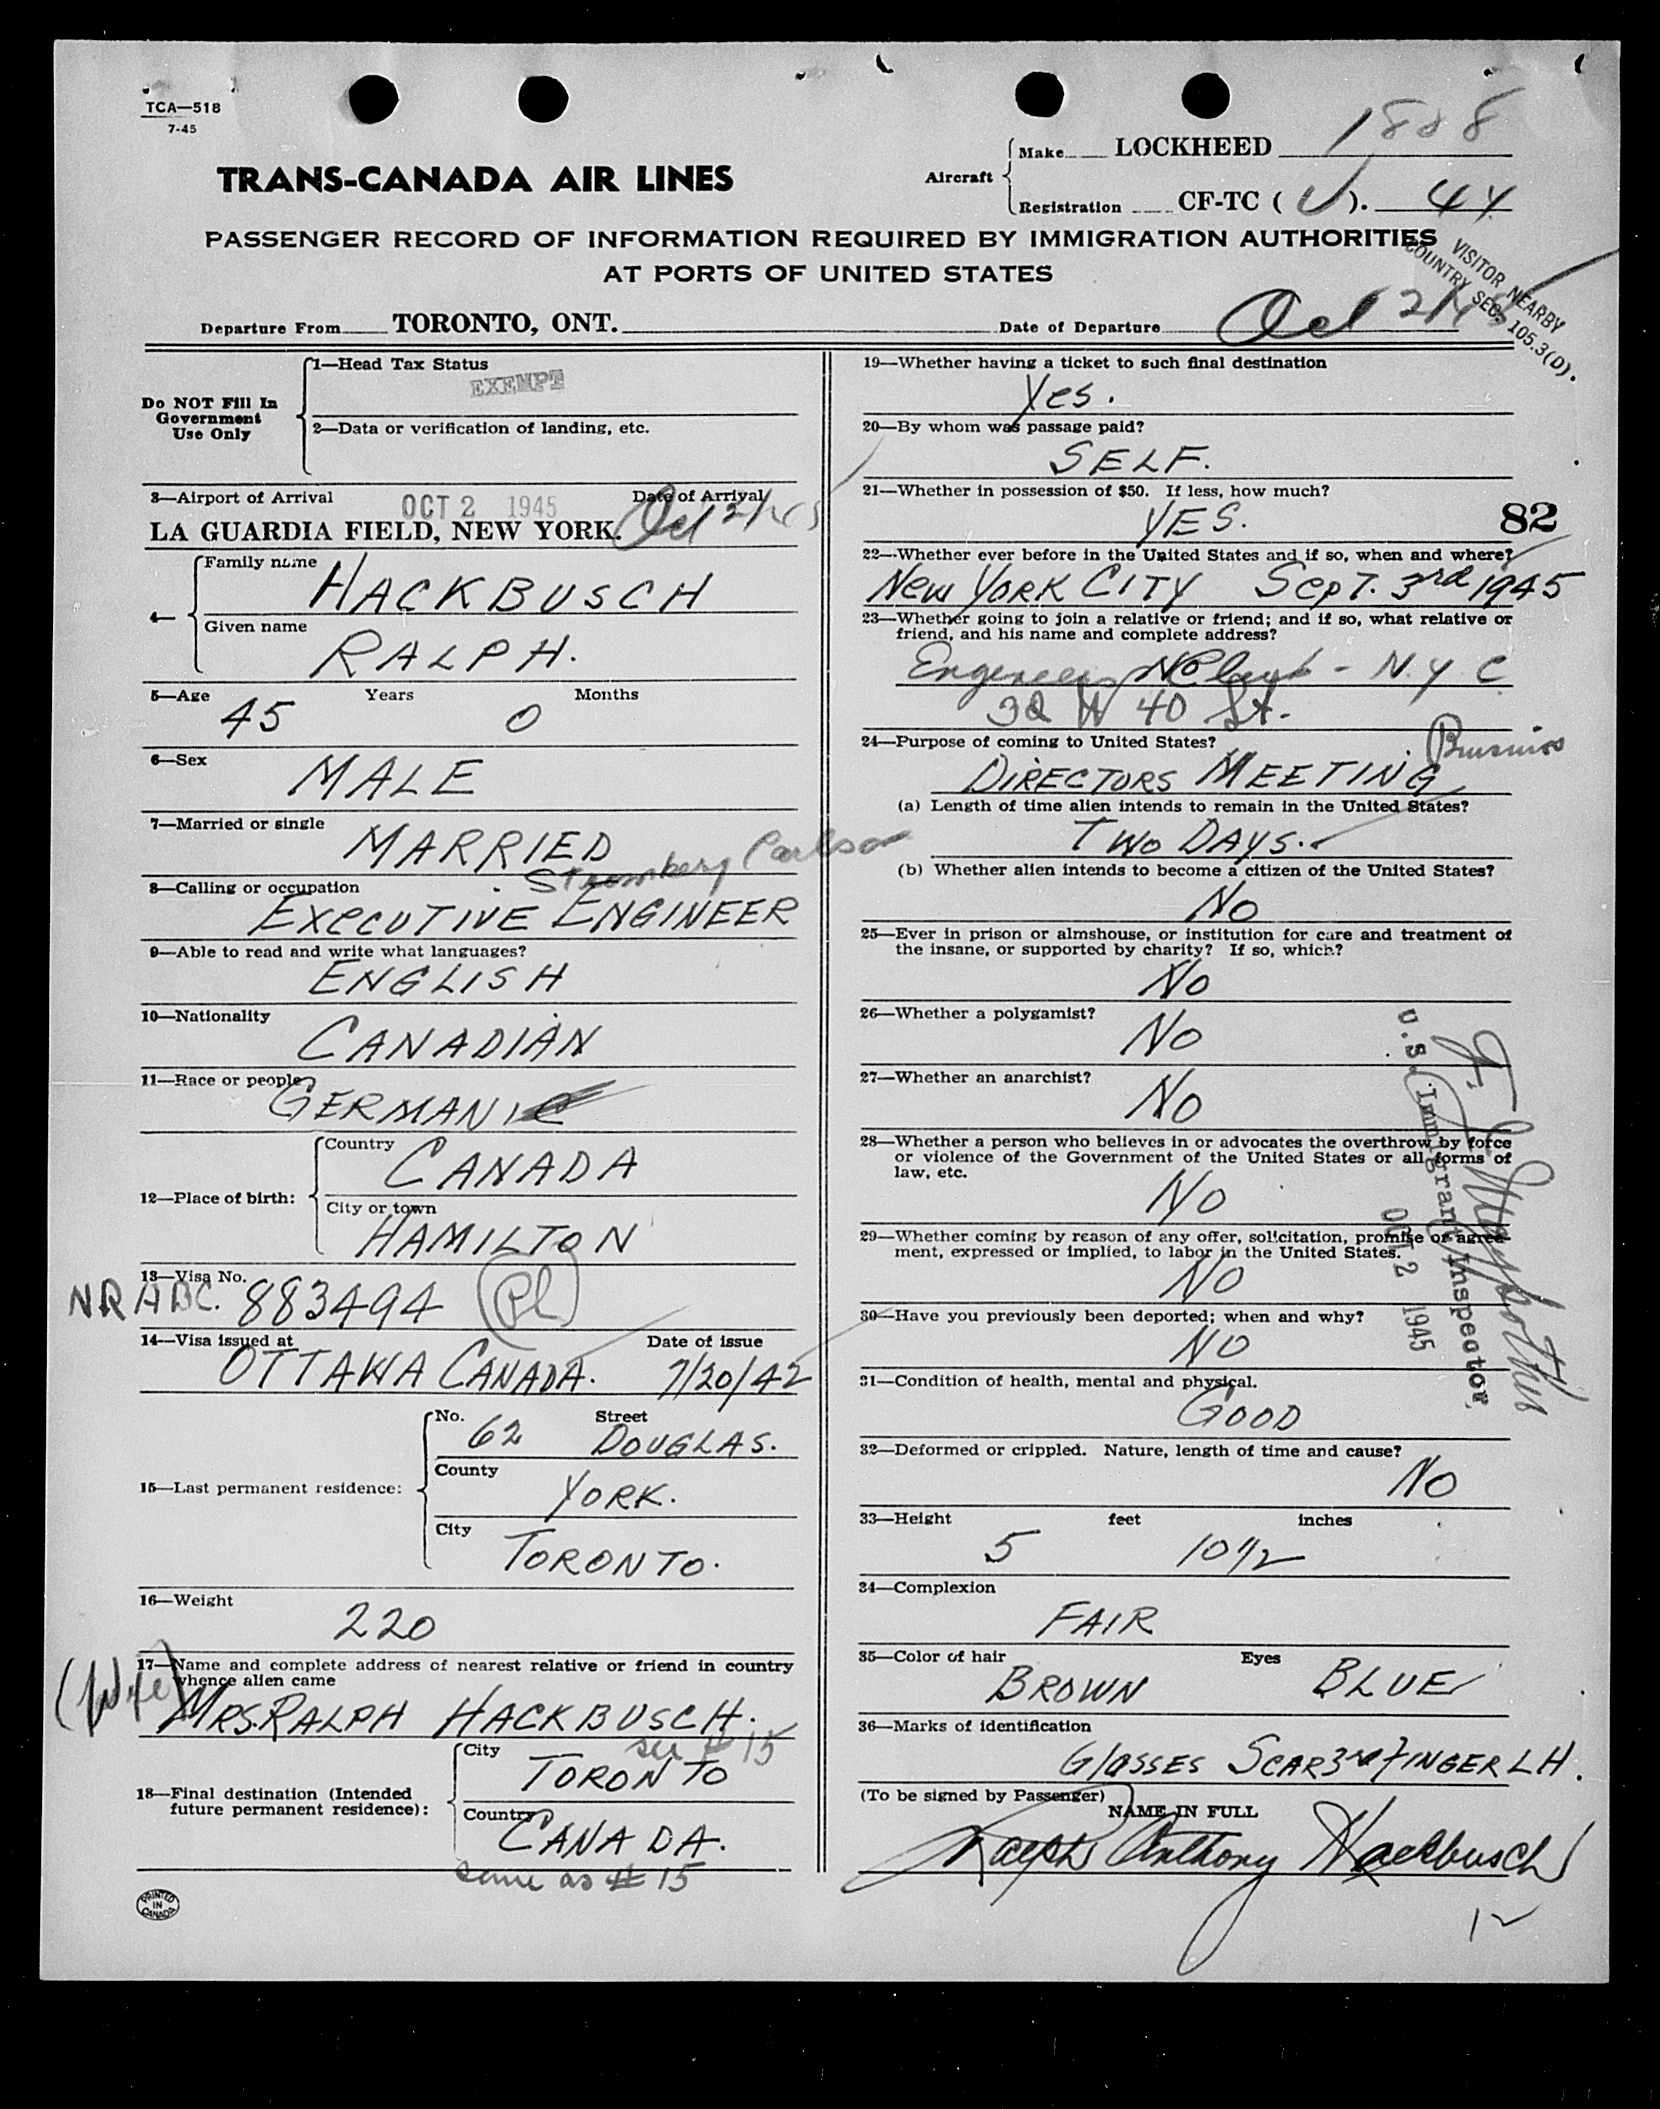 TCA—518
7-45
TRANS-CANADA AIR LINES
Aircraft
Make LOCKHEED 1888
Registration CF-TC ( V ). 44
PASSENGER RECORD OF INFORMATION REQUIRED BY IMMIGRATION AUTHORITIES
AT PORTS OF UNITED STATES
VISITOR NEARBY
COUNTRY SEC. 105.3(D).
Departure From TORONTO, ONT. Date of Departure Oct 2/45
Do NOT Fill In
Government
Use Only
1—Head Tax Status
EXEMPT
2—Data or verification of landing, etc.
3—Airport of Arrival OCT 2 1945 Date of Arrival
LA GUARDIA FIELD, NEW YORK. Oct 2/45
4—
Family name
HACKBUSCH
Given name
RALPH.
5—Age Years Months
45 0
6—Sex
MALE
7—Married or single
MARRIED
Stromberg Carlson
8—Calling or occupation
EXECUTIVE ENGINEER
9—Able to read and write what languages?
ENGLISH
10—Nationality
CANADIAN
11—Race or people
GERMANIC
12—Place of birth:
Country
CANADA
City or town
HAMILTON
13—Visa No.
NR ABC. 883494
14—Visa issued at Date of issue
OTTAWA CANADA. 7/20/42
15—Last permanent residence:
No. Street
62 DOUGLAS.
County
YORK.
City
TORONTO.
16—Weight
220
17—Name and complete address of nearest relative or friend in country
whence alien came
(Wife)
MRS. RALPH HACKBUSCH.
see # 15
18—Final destination (Intended
future permanent residence):
City
TORONTO
Country
CANADA.
same as # 15
PRINTED
IN
CANADA
19—Whether having a ticket to such final destination
Yes.
20—By whom was passage paid?
SELF.
21—Whether in possession of $50. If less, how much?
YES.
82
22—Whether ever before in the United States and if so, when and where?
NEW YORK CITY SEPT. 3rd 1945
23—Whether going to join a relative or friend; and if so, what relative or
friend, and his name and complete address?
Engineers Club - N.Y.C
32 W 40 St.
24—Purpose of coming to United States?
Business
DIRECTORS MEETING
(a) Length of time alien intends to remain in the United States?
TWO DAYS.
(b) Whether alien intends to become a citizen of the United States?
NO
25—Ever in prison or almshouse, or institution for care and treatment of
the insane, or supported by charity? If so, which?
NO
26—Whether a polygamist?
NO
27—Whether an anarchist?
NO
28—Whether a person who believes in or advocates the overthrow by force
or violence of the Government of the United States or all forms of
law, etc.
NO
29—Whether coming by reason of any offer, solicitation, promise or agree-
ment, expressed or implied, to labor in the United States.
NO
30—Have you previously been deported; when and why?
NO
U.S. Immigrant Inspector.
OCT 2 1945
31—Condition of health, mental and physical.
GOOD
32—Deformed or crippled. Nature, length of time and cause?
NO
33—Height feet inches
5 10 1/2
34—Complexion
FAIR
35—Color of hair Eyes
BROWN BLUE
36—Marks of identification
GLASSES SCAR 3rd FINGER LH.
(To be signed by Passenger)
NAME IN FULL
Ralph Anthony Hackbusch
12